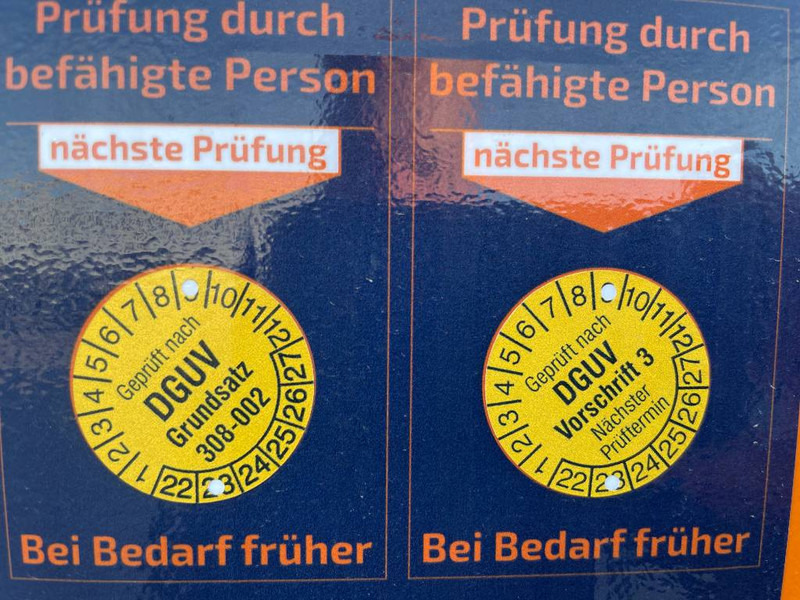 Prüfung durch
befähigte Person
nächste Prüfung
1 2 3 4 5 6 7 8 10 11 12
Geprüft nach
DGUV
Grundsatz
308-002
22 23 24 25 26 27
Bei Bedarf früher
Prüfung durch
befähigte Person
nächste Prüfung
1 2 3 4 5 6 7 8 10 11 12
Geprüft nach
DGUV
Vorschrift 3
Nächster
Prüftermin
22 23 24 25 26 27
Bei Bedarf früher